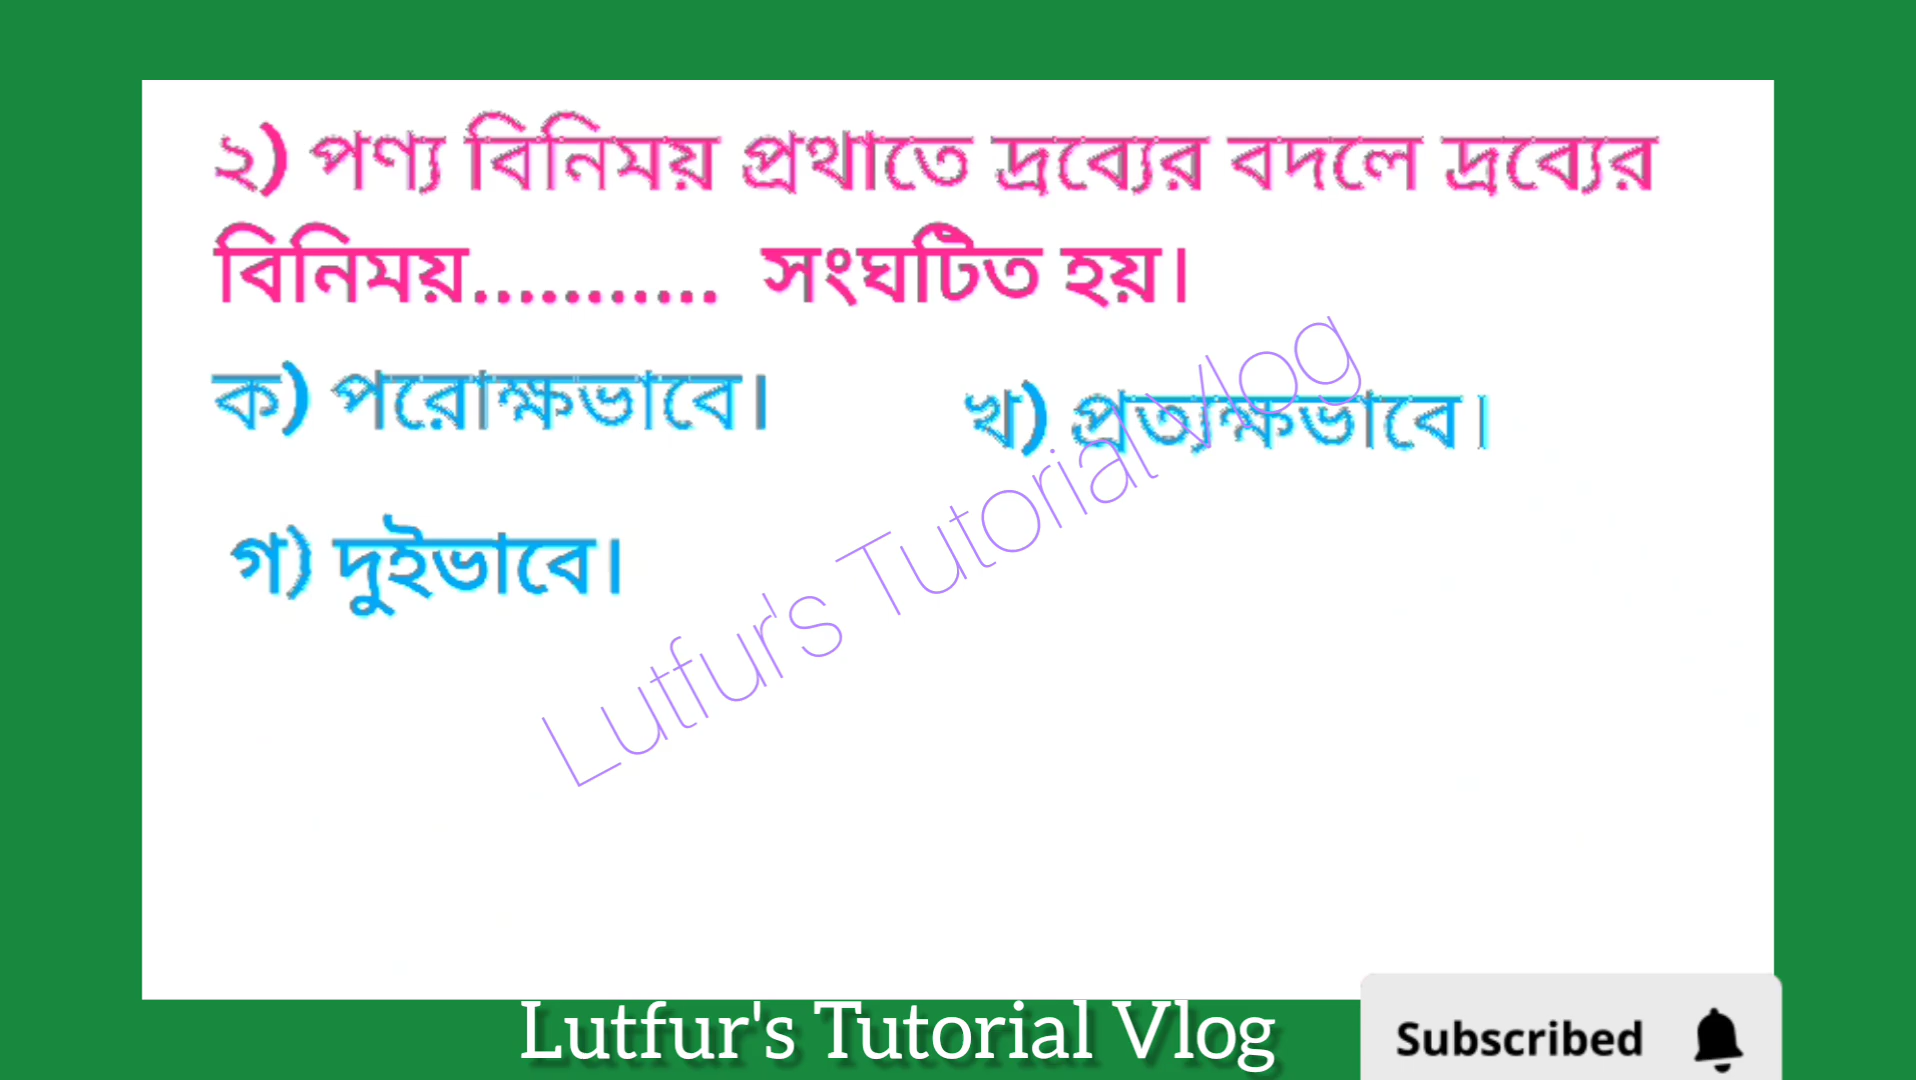 ২) পণ্য বিনিময় প্রথাতে দ্রব্যের বদলে দ্রব্যের
বিনিময়........... সংঘটিত হয়।
ক) পরোক্ষভাবে। খ) প্রত্যক্ষভাবে।
গ) দুইভাবে।
Lutfur's Tutorial Vlog
Lutfur's Tutorial Vlog
Subscribed